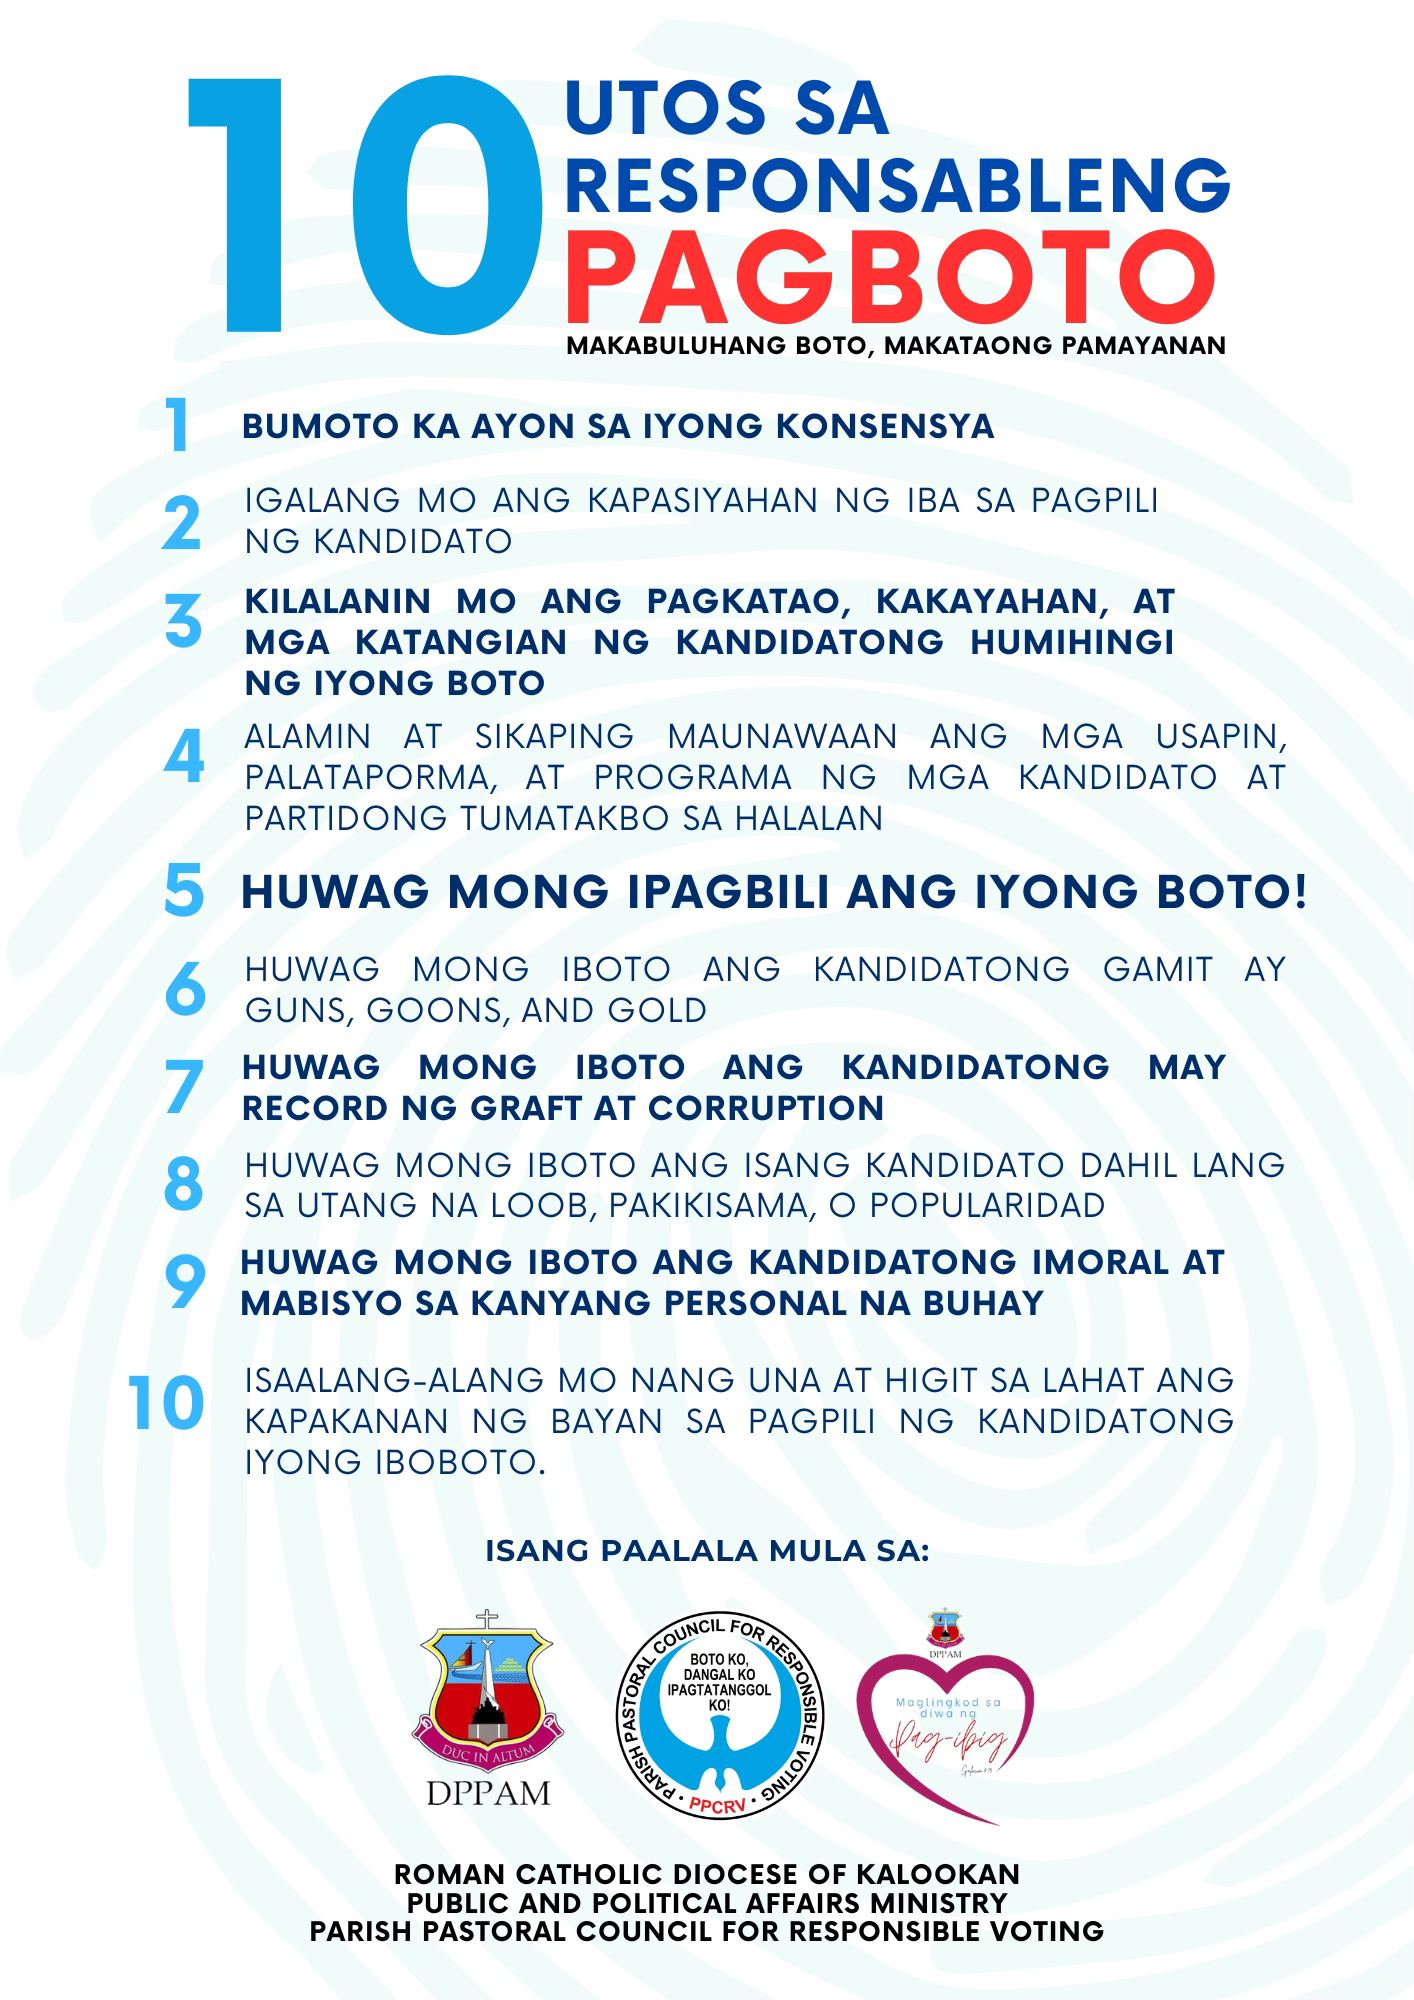 10 UTOS SA
RESPONSABLENG
PAGBOTO
MAKABULUHANG BOTO, MAKATAONG PAMAYANAN
1 BUMOTO KA AYON SA IYONG KONSENSYA
2 IGALANG MO ANG KAPASIYAHAN NG IBA SA PAGPILI
NG KANDIDATO
3 KILALANIN MO ANG PAGKATAO, KAKAYAHAN, AT
MGA KATANGIAN NG KANDIDATONG HUMIHINGI
NG IYONG BOTO
4 ALAMIN AT SIKAPING MAUNAWAAN ANG MGA USAPIN,
PALATAPORMA, AT PROGRAMA NG MGA KANDIDATO AT
PARTIDONG TUMATAKBO SA HALALAN
5 HUWAG MONG IPAGBILI ANG IYONG BOTO!
6 HUWAG MONG IBOTO ANG KANDIDATONG GAMIT AY
GUNS, GOONS, AND GOLD
7 HUWAG MONG IBOTO ANG KANDIDATONG MAY
RECORD NG GRAFT AT CORRUPTION
8 HUWAG MONG IBOTO ANG ISANG KANDIDATO DAHIL LANG
SA UTANG NA LOOB, PAKIKISAMA, O POPULARIDAD
9 HUWAG MONG IBOTO ANG KANDIDATONG IMORAL AT
MABISYO SA KANYANG PERSONAL NA BUHAY
10 ISAALANG-ALANG MO NANG UNA AT HIGIT SA LAHAT ANG
KAPAKANAN NG BAYAN SA PAGPILI NG KANDIDATONG
IYONG IBOBOTO.
ISANG PAALALA MULA SA:
DUC IN ALTUM
DPPAM
PARISH PASTORAL COUNCIL FOR RESPONSIBLE VOTING
BOTO KO,
DANGAL KO
IPAGTATANGGOL
KO!
• PPCRV •
DPPAM
Maglingkod sa
diwa ng
Pag-ibig
ROMAN CATHOLIC DIOCESE OF KALOOKAN
PUBLIC AND POLITICAL AFFAIRS MINISTRY
PARISH PASTORAL COUNCIL FOR RESPONSIBLE VOTING